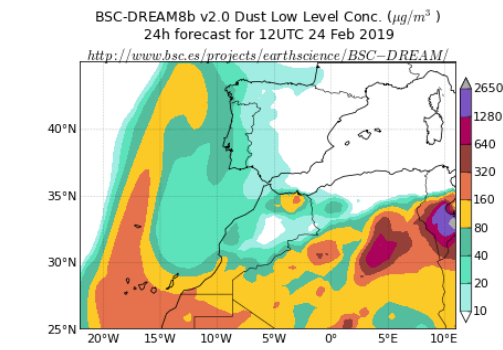 BSC-DREAM8b v2.0 Dust Low Level Conc. (μg/m³ )
24h forecast for 12UTC 24 Feb 2019
http://www.bsc.es/projects/earthscience/BSC−DREAM/
2650
1280
640
320
160
80
40
20
10
40°N
35°N
30°N
25°N
20°W 15°W 10°W 5°W 0° 5°E 10°E